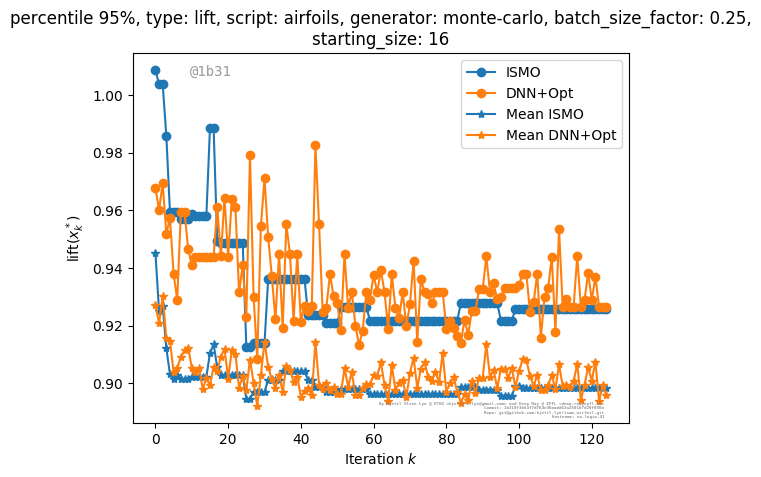 percentile 95%, type: lift, script: airfoils, generator: monte-carlo, batch_size_factor: 0.25,
starting_size: 16
@1b31
ISMO
DNN+Opt
Mean ISMO
Mean DNN+Opt
lift(x_k^*)
1.00
0.98
0.96
0.94
0.92
0.90
0
20
40
60
80
100
120
Iteration k